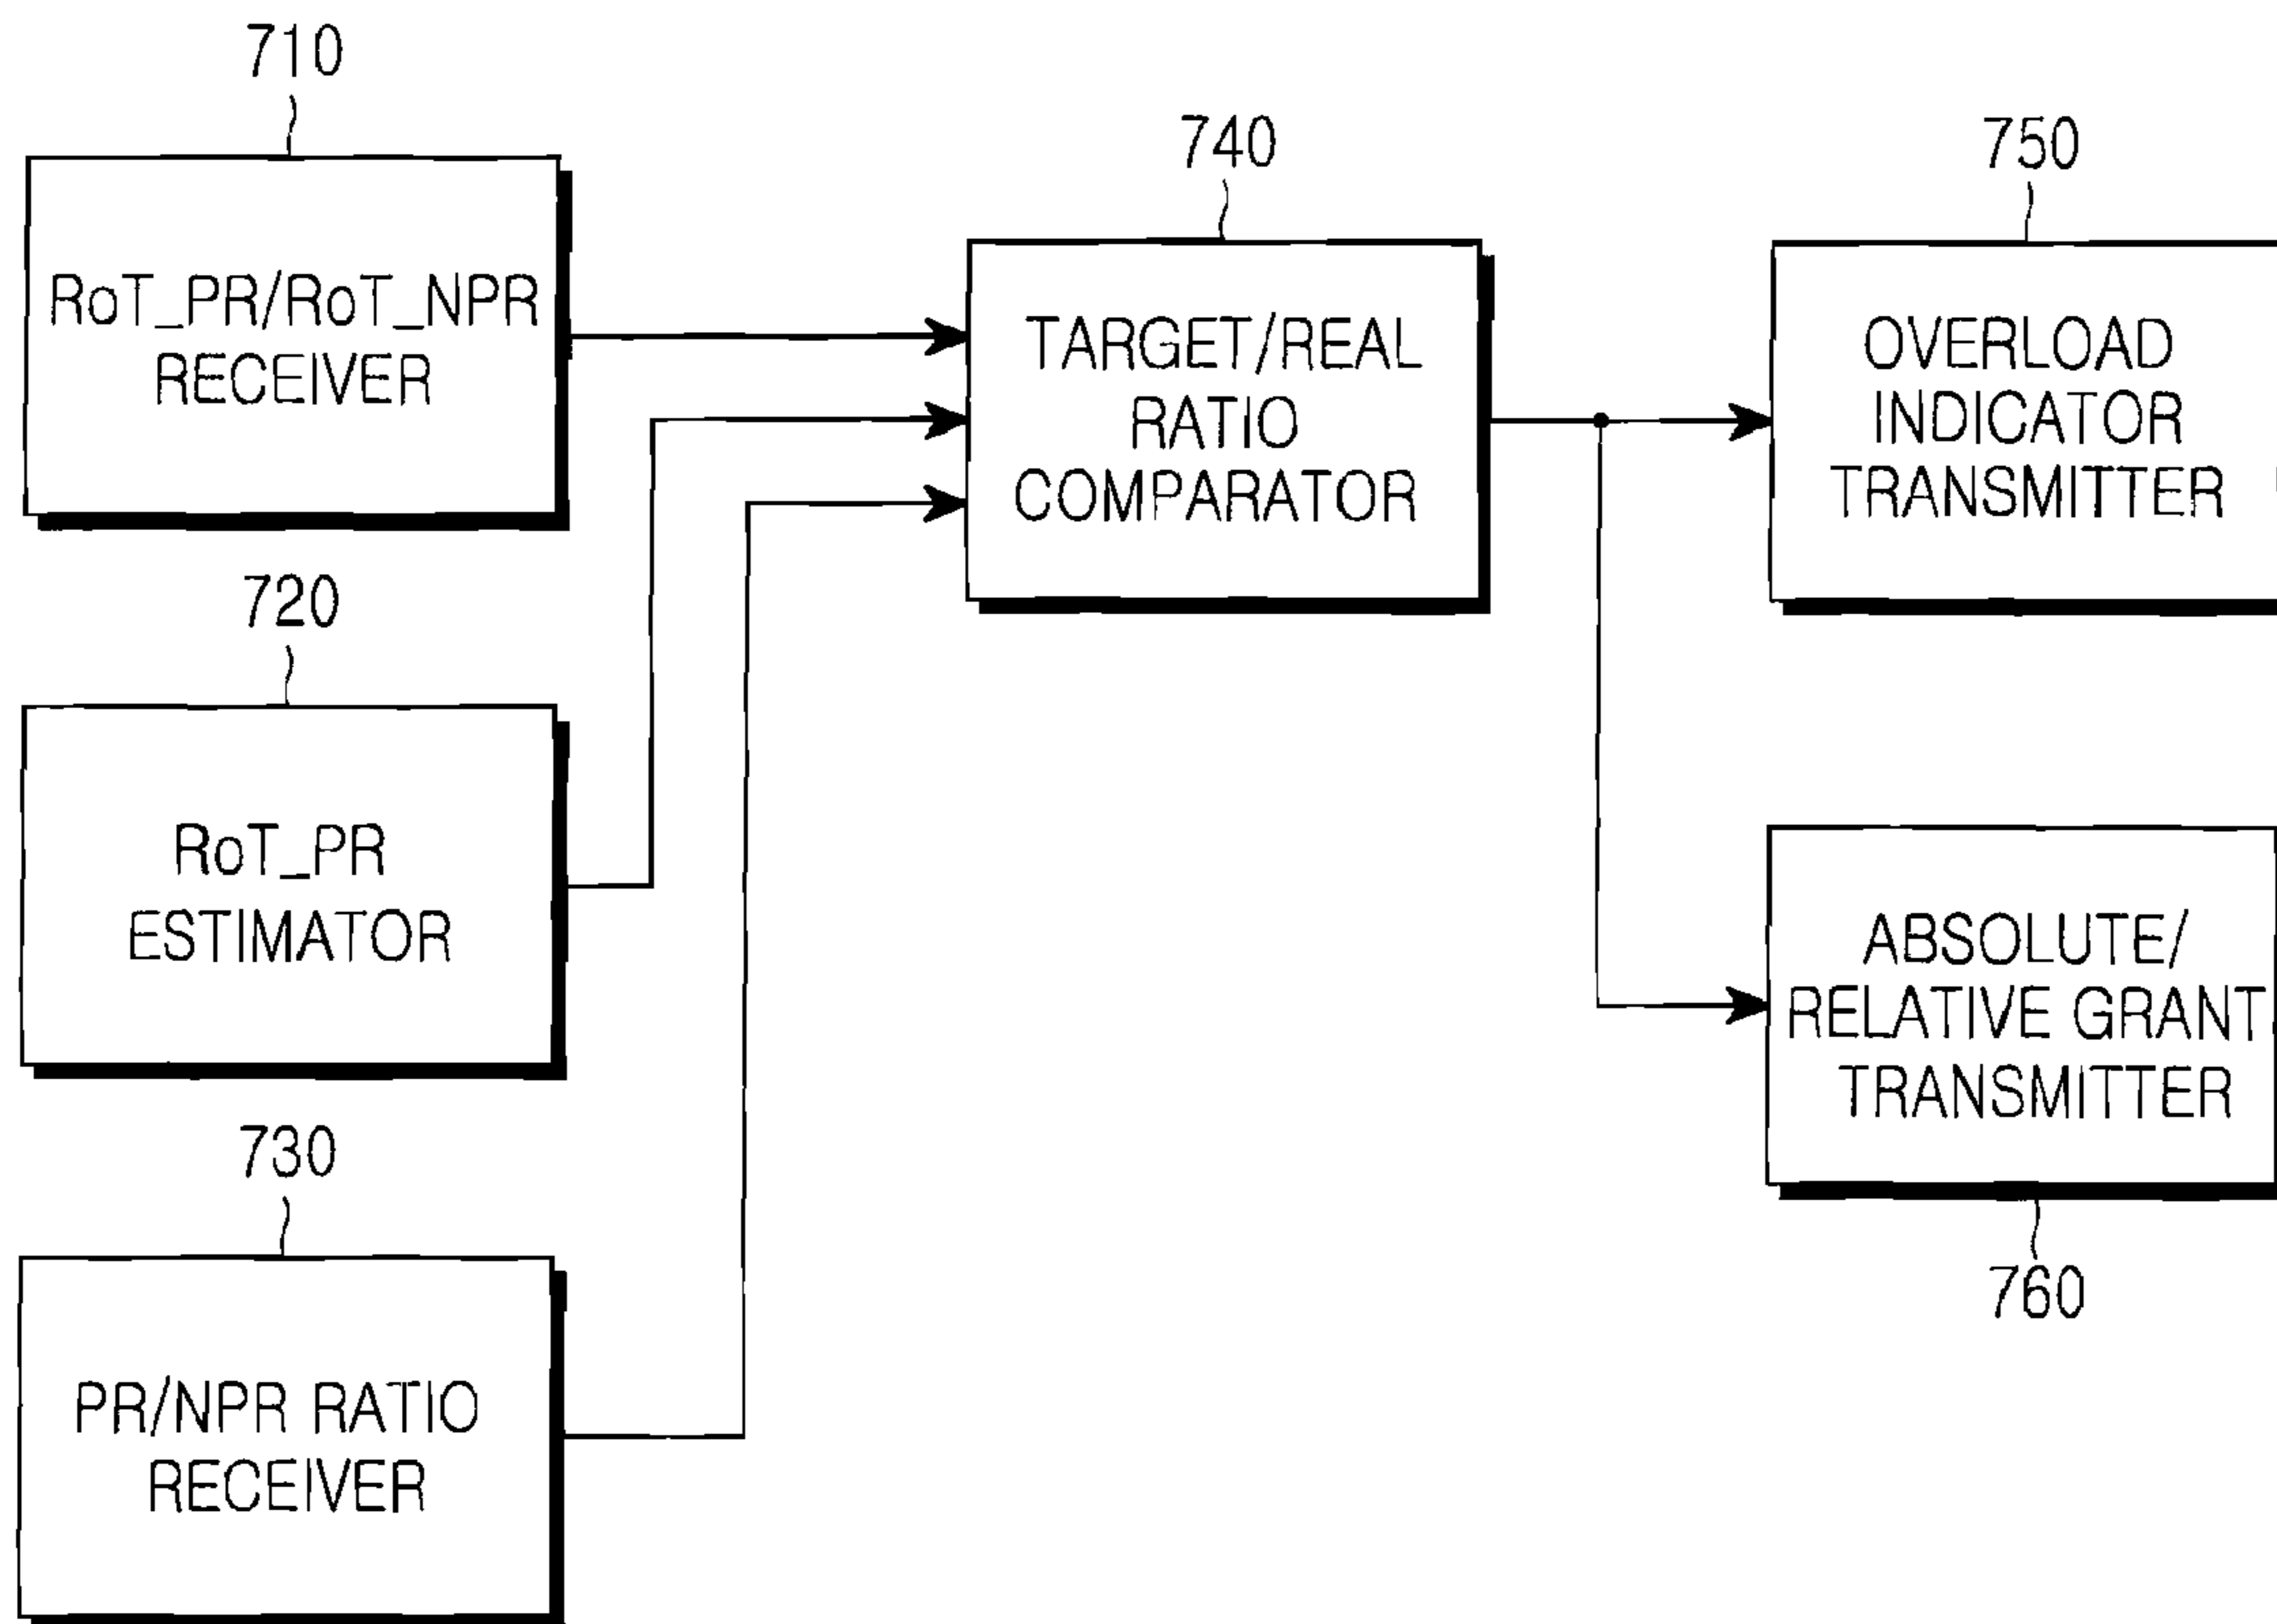 710
RoT_PR/RoT_NPR
RECEIVER
720
RoT_PR
ESTIMATOR
730
PR/NPR RATIO
RECEIVER
740
TARGET/REAL
RATIO
COMPARATOR
750
OVERLOAD
INDICATOR
TRANSMITTER
ABSOLUTE/
RELATIVE GRANT
TRANSMITTER
760